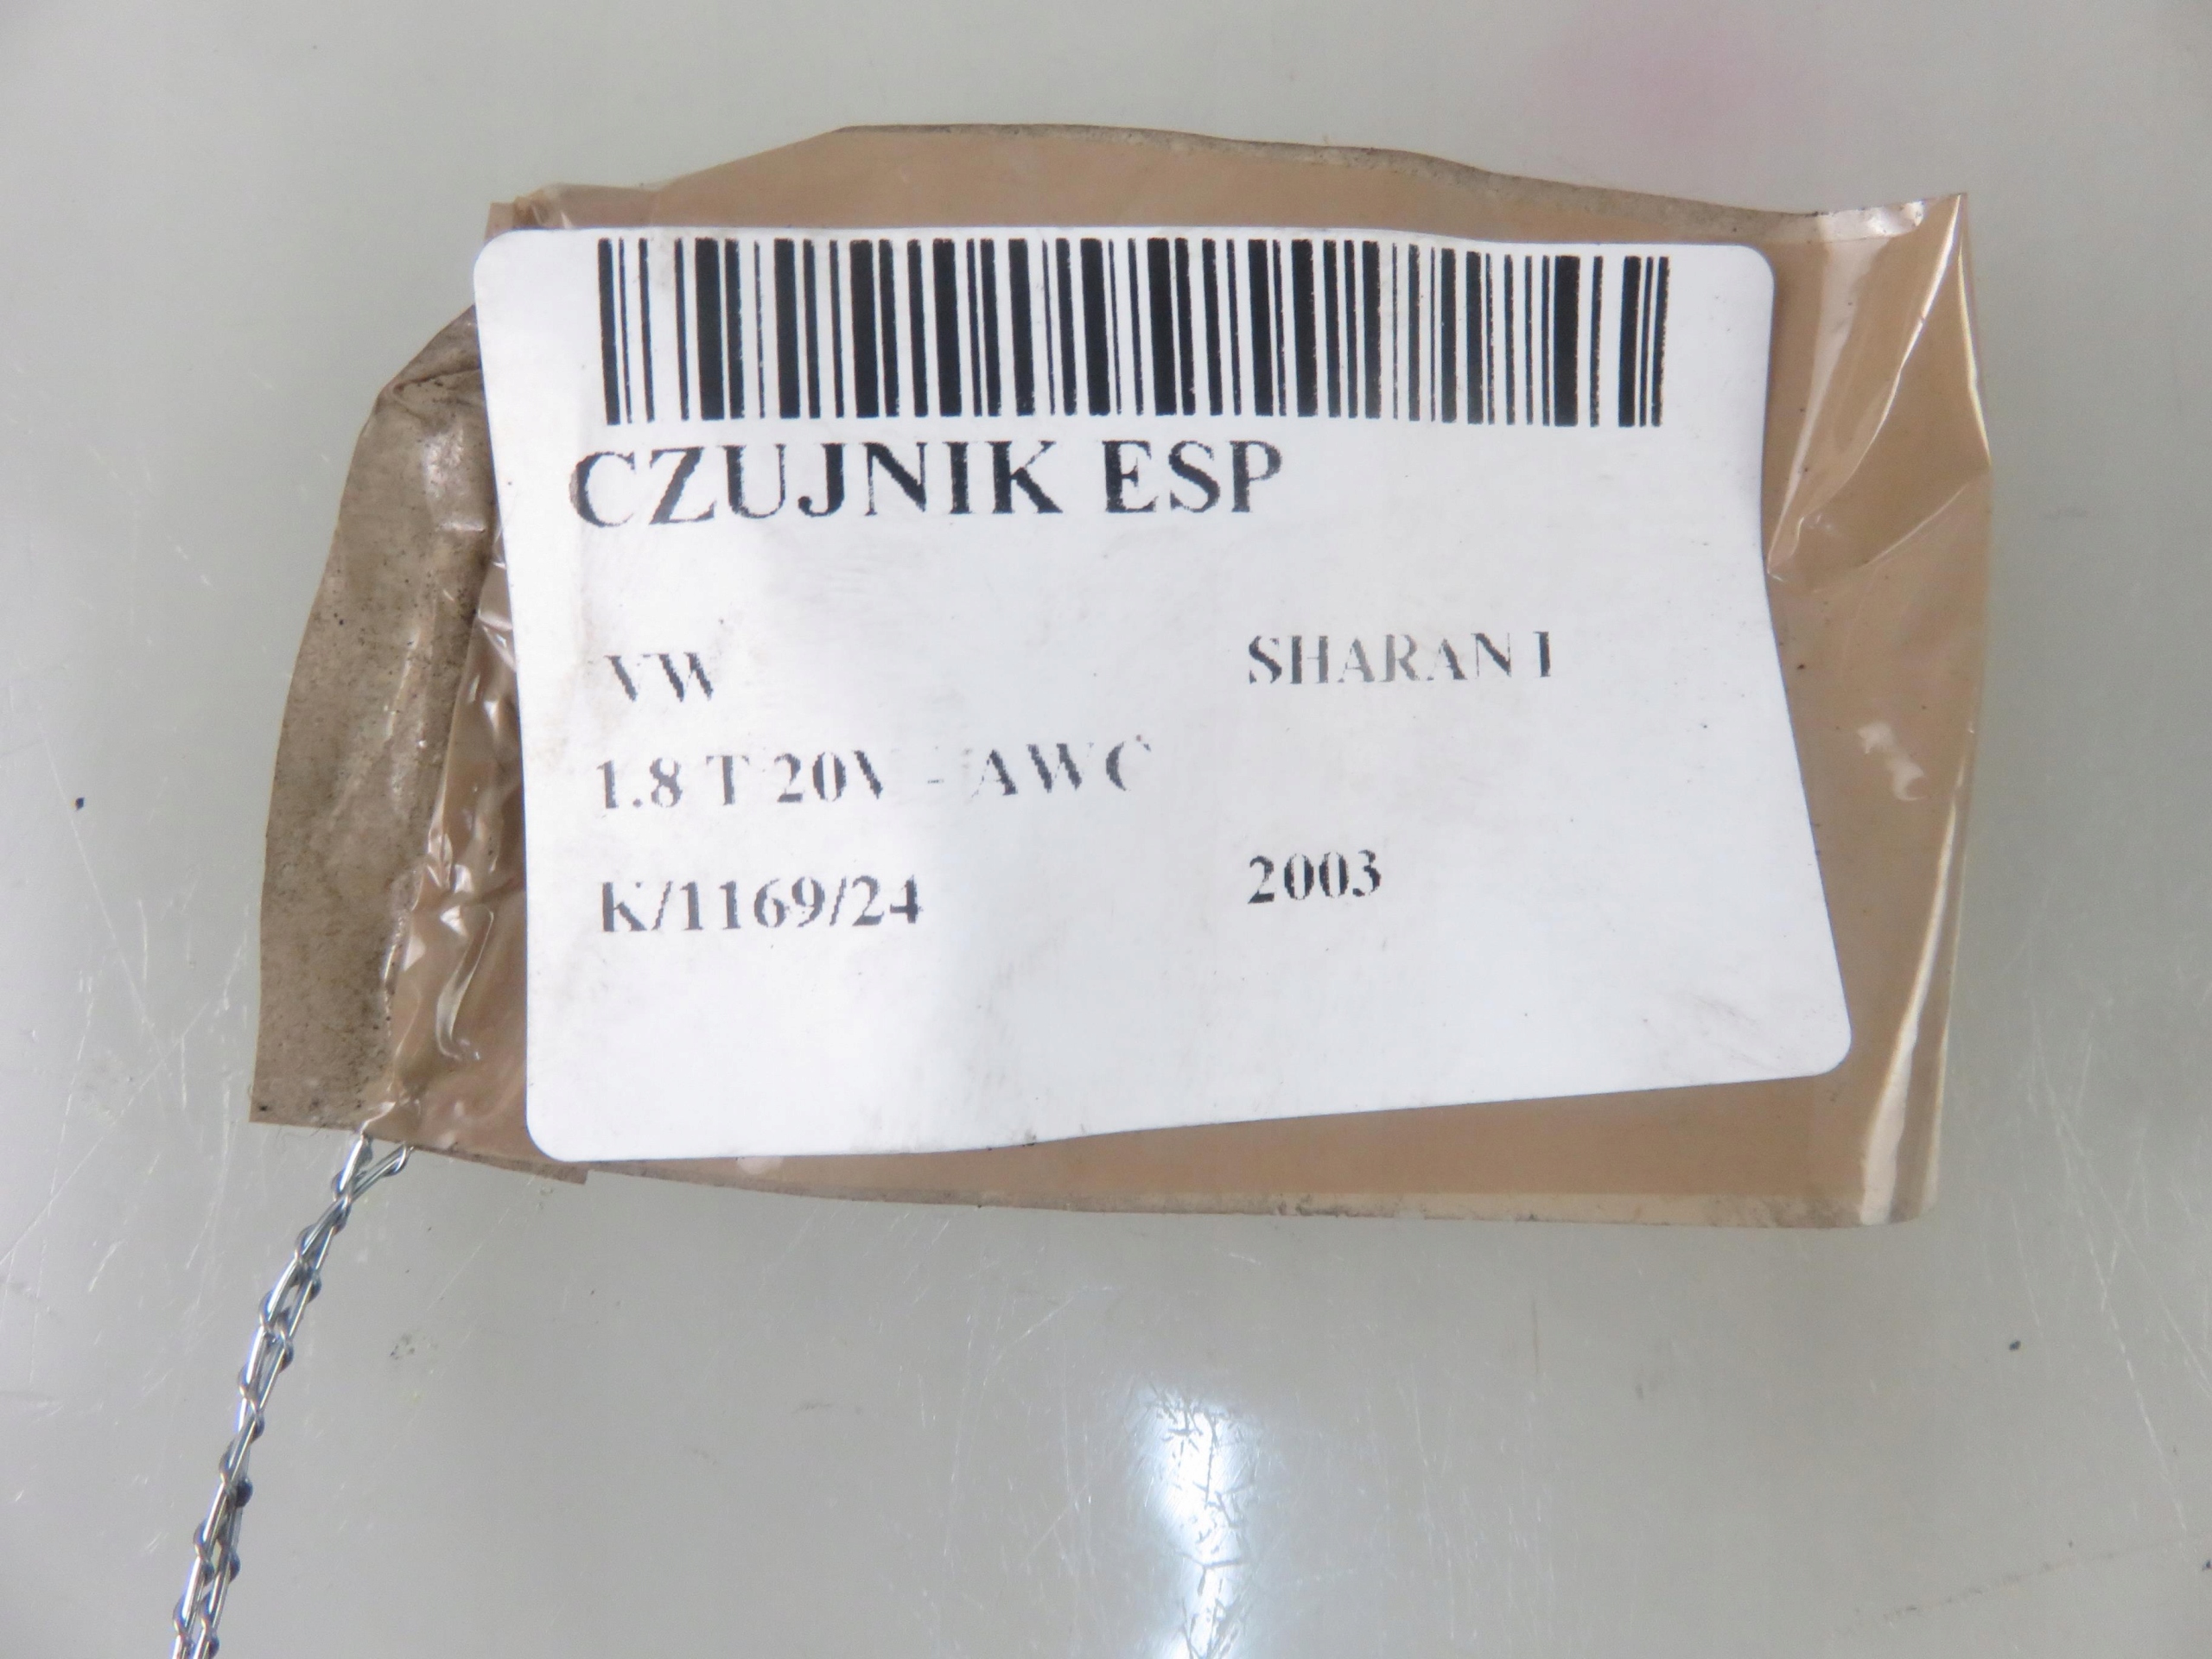 CZUJNIK ESP
VW SHARAN I
1.8 T 20V - AWC
K/1169/24 2003